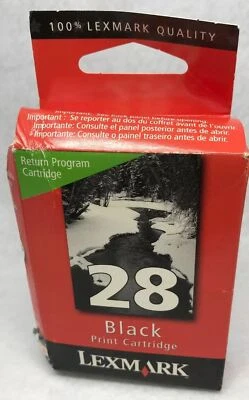 100% LEXMARK QUALITY
Important : Se reporter au dos du coffret avant de l'ouvrir.
Importante: Consulte el panel posterior antes de abrir.
Importante: Consulte o painel traseiro antes de abrir.
Return Program
Cartridge
28
Black
Print Cartridge
LEXMARK